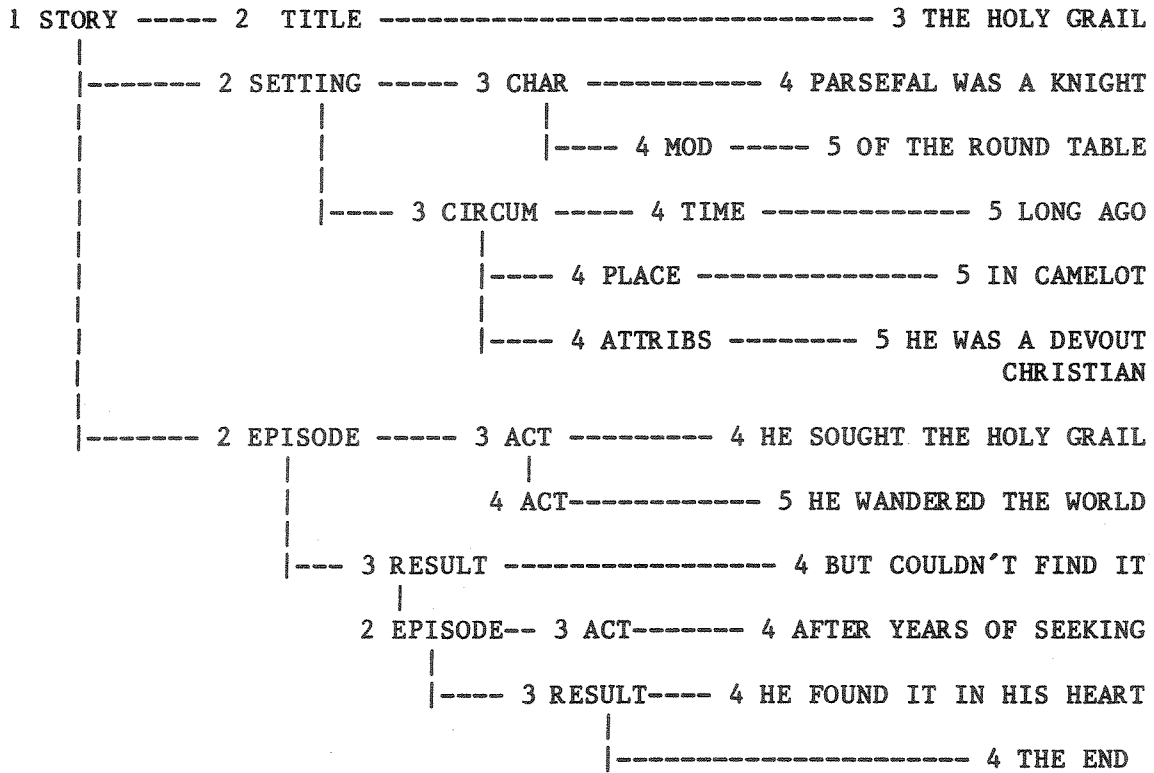 1 STORY ----- 2 TITLE ------------------------------ 3 THE HOLY GRAIL
|------- 2 SETTING ----- 3 CHAR ----------- 4 PARSEFAL WAS A KNIGHT
|---- 4 MOD ----- 5 OF THE ROUND TABLE
|---- 3 CIRCUM ----- 4 TIME ------------- 5 LONG AGO
|---- 4 PLACE --------------- 5 IN CAMELOT
|---- 4 ATTRIBS -------- 5 HE WAS A DEVOUT
CHRISTIAN
|------- 2 EPISODE ----- 3 ACT --------- 4 HE SOUGHT THE HOLY GRAIL
4 ACT------------ 5 HE WANDERED THE WORLD
|--- 3 RESULT ----------------- 4 BUT COULDN'T FIND IT
2 EPISODE-- 3 ACT------- 4 AFTER YEARS OF SEEKING
|---- 3 RESULT---- 4 HE FOUND IT IN HIS HEART
|---------------------- 4 THE END